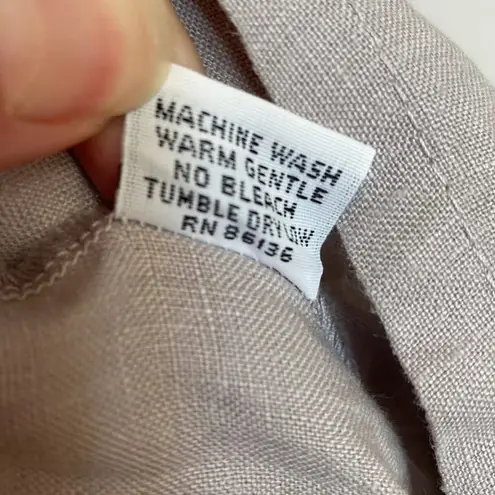 MACHINE WASH
WARM GENTLE
NO BLEACH
TUMBLE DRY LOW
RN 86136